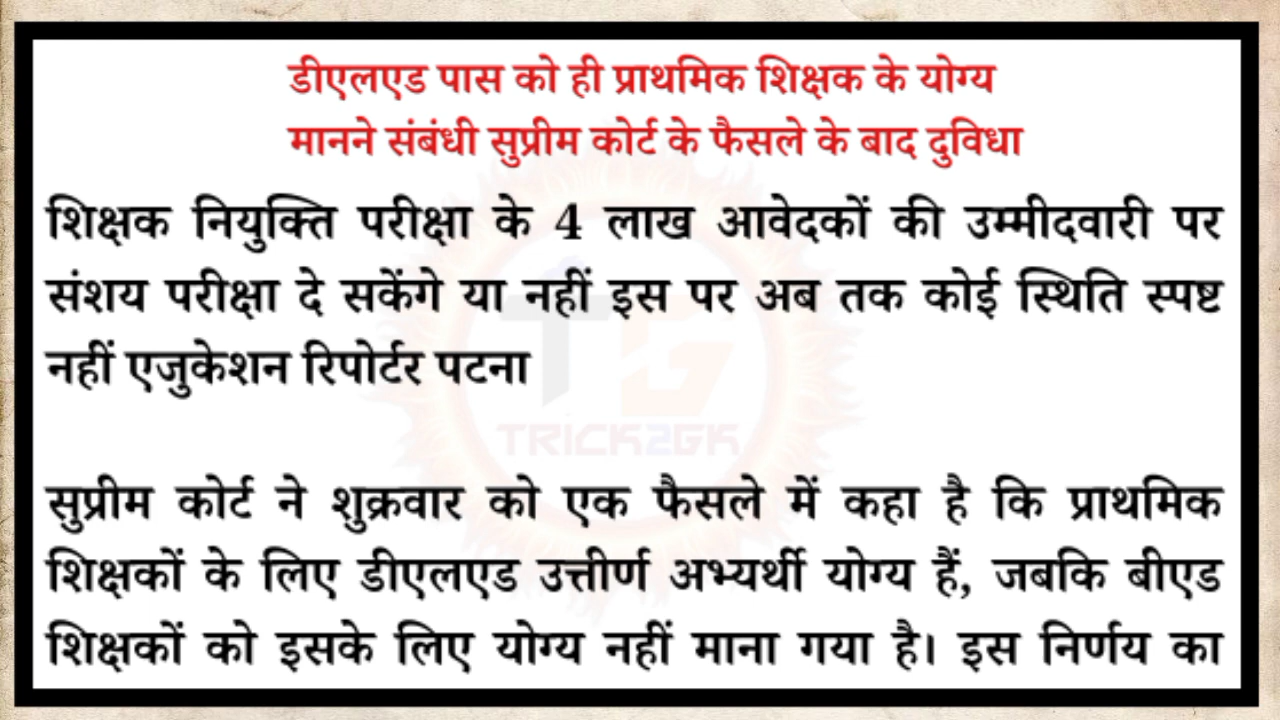 डीएलएड पास को ही प्राथमिक शिक्षक के योग्य
मानने संबंधी सुप्रीम कोर्ट के फैसले के बाद दुविधा
शिक्षक नियुक्ति परीक्षा के 4 लाख आवेदकों की उम्मीदवारी पर
संशय परीक्षा दे सकेंगे या नहीं इस पर अब तक कोई स्थिति स्पष्ट
नहीं एजुकेशन रिपोर्टर पटना
TG
TRICK2GK
सुप्रीम कोर्ट ने शुक्रवार को एक फैसले में कहा है कि प्राथमिक
शिक्षकों के लिए डीएलएड उत्तीर्ण अभ्यर्थी योग्य हैं, जबकि बीएड
शिक्षकों को इसके लिए योग्य नहीं माना गया है। इस निर्णय का